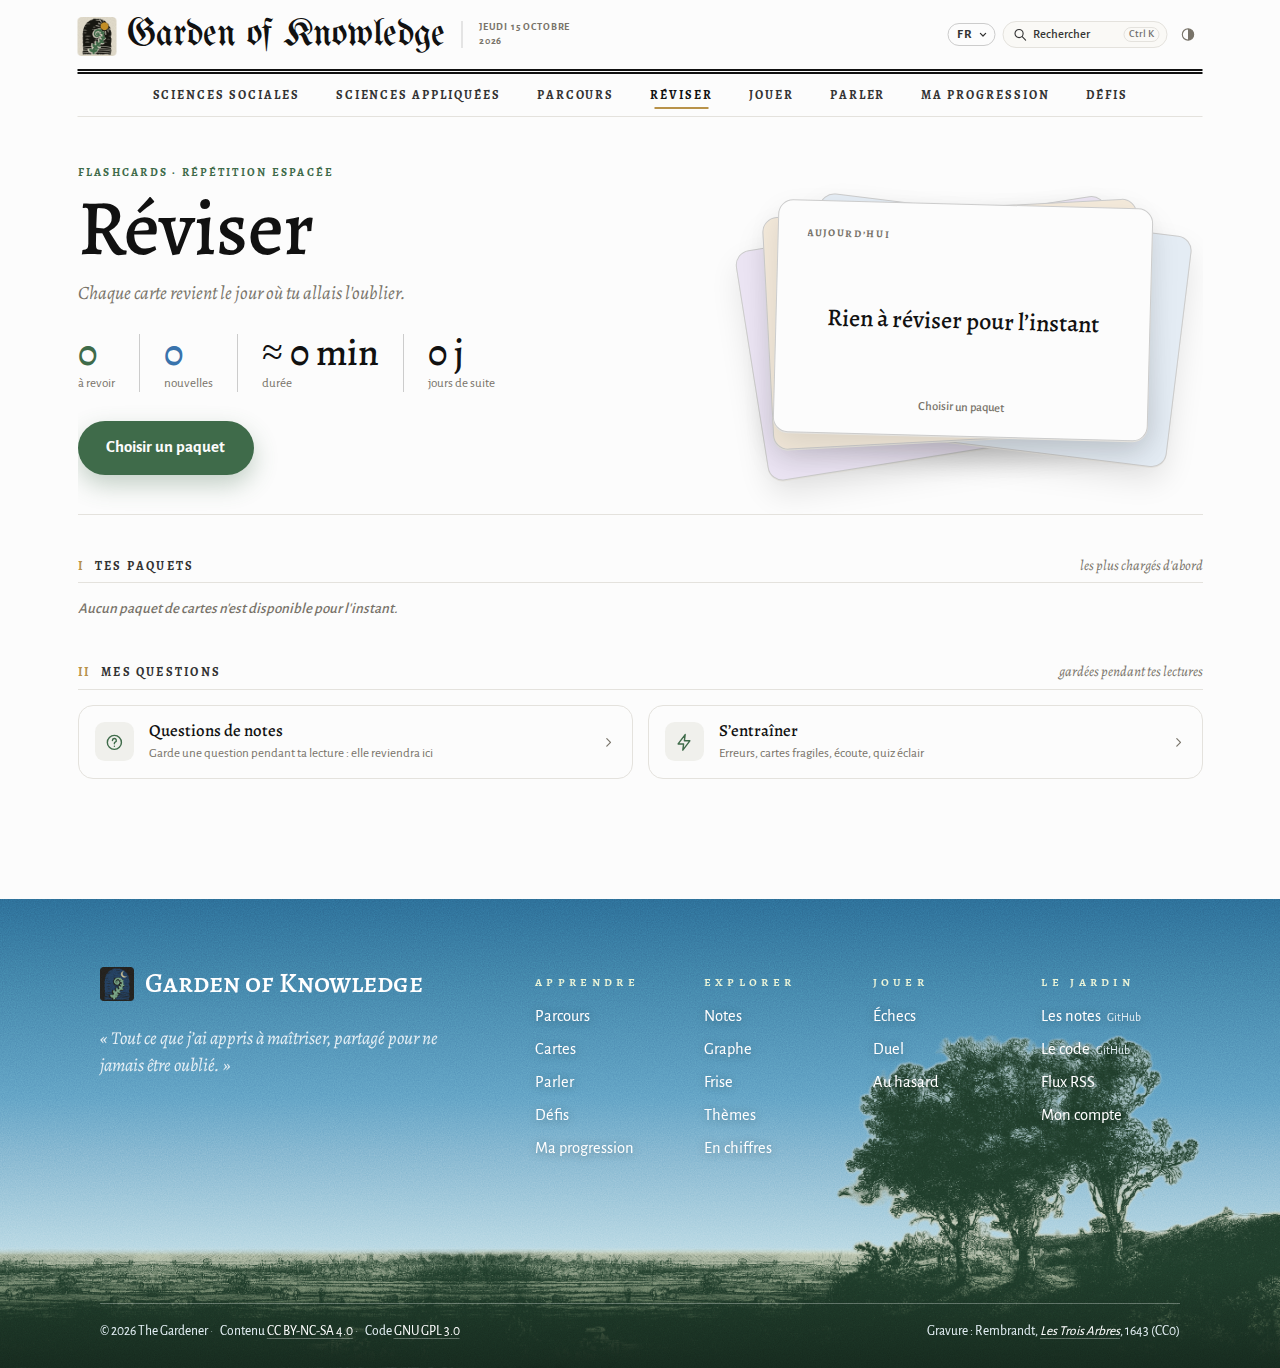 Garden of Knowledge
JEUDI 15 OCTOBRE
2026
FR
Rechercher
Ctrl K
SCIENCES SOCIALES
SCIENCES APPLIQUÉES
PARCOURS
RÉVISER
JOUER
PARLER
MA PROGRESSION
DÉFIS
FLASHCARDS · RÉPÉTITION ESPACÉE
Réviser
Chaque carte revient le jour où tu allais l'oublier.
0
à revoir
0
nouvelles
≈ 0 min
durée
0 j
jours de suite
Choisir un paquet
AUJOURD'HUI
Rien à réviser pour l’instant
Choisir un paquet
I TES PAQUETS
les plus chargés d'abord
Aucun paquet de cartes n'est disponible pour l'instant.
II MES QUESTIONS
gardées pendant tes lectures
Questions de notes
Garde une question pendant ta lecture : elle reviendra ici
S’entraîner
Erreurs, cartes fragiles, écoute, quiz éclair
Garden of Knowledge
« Tout ce que j’ai appris à maîtriser, partagé pour ne
jamais être oublié. »
APPRENDRE
Parcours
Cartes
Parler
Défis
Ma progression
EXPLORER
Notes
Graphe
Frise
Thèmes
En chiffres
JOUER
Échecs
Duel
Au hasard
LE JARDIN
Les notes GitHub
Le code GitHub
Flux RSS
Mon compte
© 2026 The Gardener · Contenu CC BY-NC-SA 4.0 · Code GNU GPL 3.0
Gravure : Rembrandt, Les Trois Arbres, 1643 (CC0)